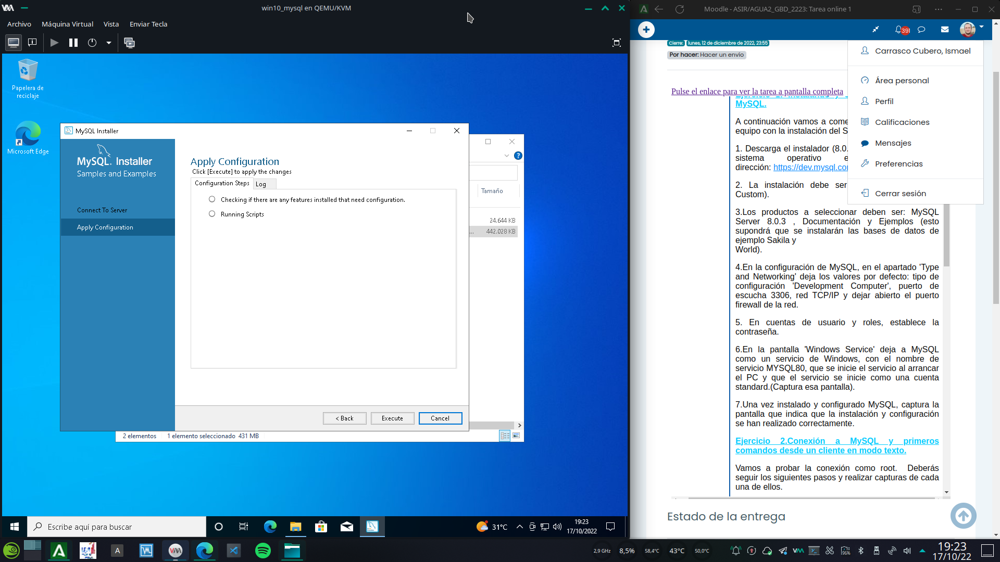 win10_mysql en QEMU/KVM
Archivo
Máquina Virtual
Vista
Enviar Tecla
Papelera de
reciclaje
Microsoft Edge
MySQL Installer
MySQL. Installer
Samples and Examples
Connect To Server
Apply Configuration
Apply Configuration
Click [Execute] to apply the changes
Configuration Steps
Log
Checking if there are any features installed that need configuration.
Running Scripts
< Back
Execute
Cancel
Tamaño
24.644 KB
... 442.028 KB
2 elementos
1 elemento seleccionado 431 MB
Escribe aquí para buscar
31°C
19:23
17/10/2022
Moodle - ASIR/AGUA2_GBD_2223: Tarea online 1
391
Cierre: lunes, 12 de diciembre de 2022, 23:55
Por hacer: Hacer un envío
Pulse el enlace para ver la tarea a pantalla completa
Carrasco Cubero, Ismael
Área personal
Perfil
Calificaciones
Mensajes
Preferencias
Cerrar sesión
MySQL.
A continuación vamos a come
equipo con la instalación del S
1. Descarga el instalador (8.0.
sistema operativo e
dirección: https://dev.mysql.co
2. La instalación debe ser
Custom).
3.Los productos a seleccionar deben ser: MySQL
Server 8.0.3 , Documentación y Ejemplos (esto
supondrá que se instalarán las bases de datos de
ejemplo Sakila y
World).
4.En la configuración de MySQL, en el apartado 'Type
and Networking' deja los valores por defecto: tipo de
configuración 'Development Computer', puerto de
escucha 3306, red TCP/IP y dejar abierto el puerto
firewall de la red.
5. En cuentas de usuario y roles, establece la
contraseña.
6.En la pantalla 'Windows Service' deja a MySQL
como un servicio de Windows, con el nombre de
servicio MYSQL80, que se inicie el servicio al arrancar
el PC y que el servicio se inicie como una cuenta
standard.(Captura esa pantalla).
7.Una vez instalado y configurado MySQL, captura la
pantalla que indica que la instalación y configuración
se han realizado correctamente.
Ejercicio 2.Conexión a MySQL y primeros
comandos desde un cliente en modo texto.
Vamos a probar la conexión como root. Deberás
seguir los siguientes pasos y realizar capturas de cada
una de ellos.
Estado de la entrega
2,9 GHz
8,5%
58,4°C
43°C
50,0°C
96%
19:23
17/10/22